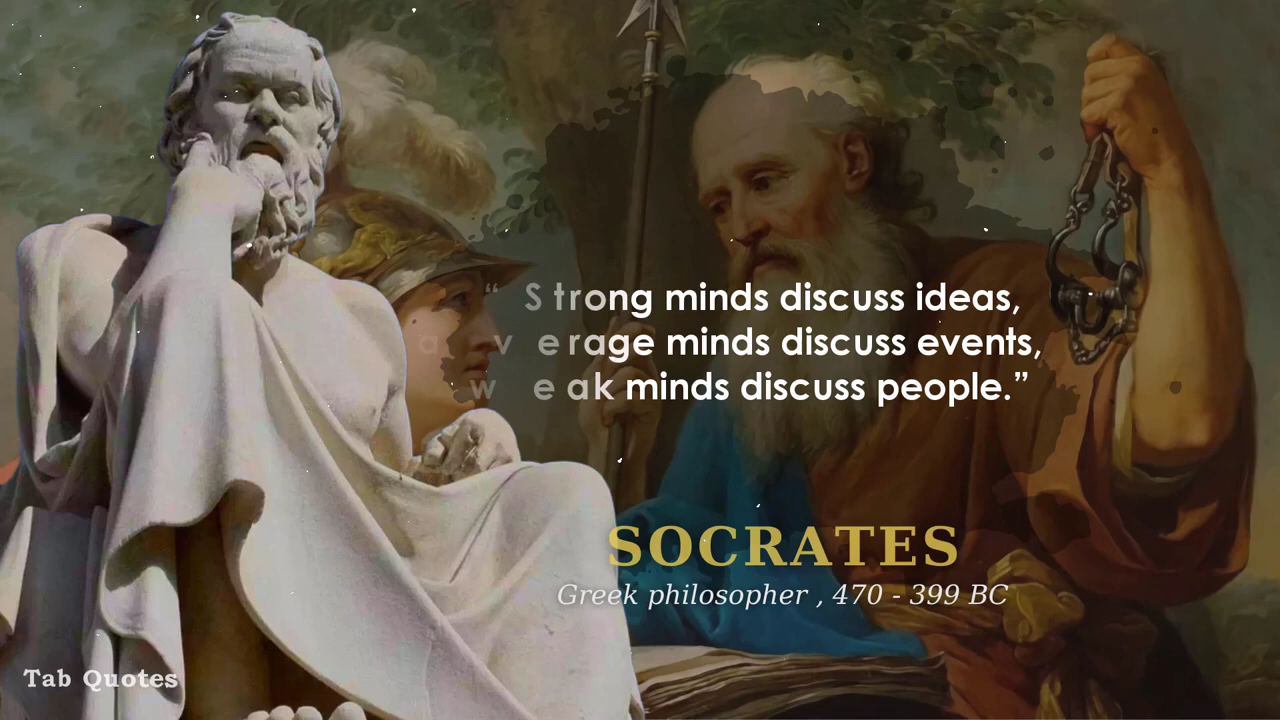 “Strong minds discuss ideas,
average minds discuss events,
weak minds discuss people.”
SOCRATES
Greek philosopher , 470 - 399 BC
Tab Quotes